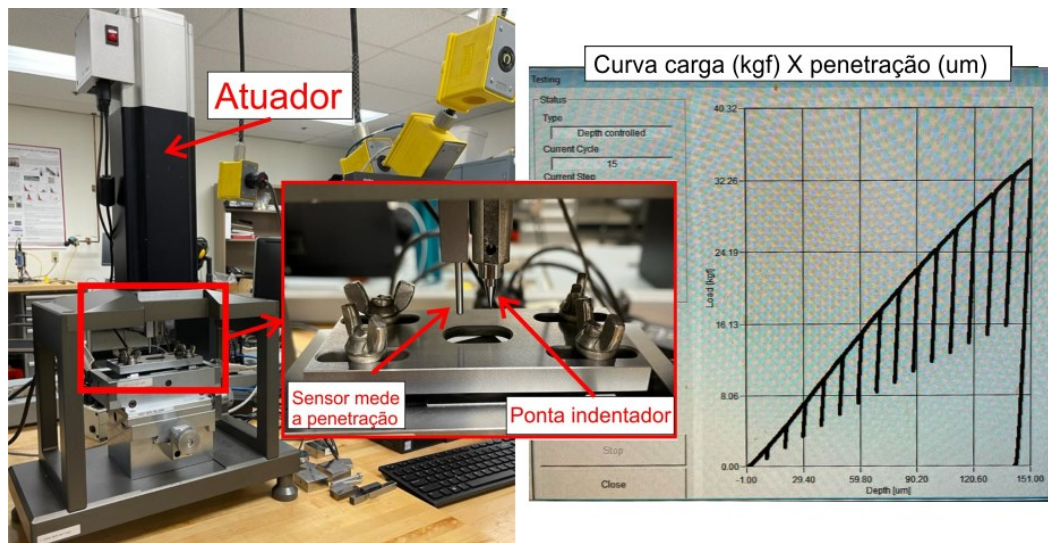 Atuador
Sensor mede
a penetração
Ponta indentador
Curva carga (kgf) X penetração (um)
Testing
Status
Type
Depth controlled
Current Cycle
15
Current Step
Stop
Close
Load [kgf]
40.32
32.26
24.19
16.13
8.06
0.00
-1.00
29.40
59.80
90.20
120.60
151.00
Depth [um]